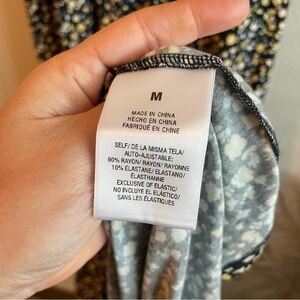 M
MADE IN CHINA
HECHO EN CHINA
FABRIQUÉ EN CHINE
SELF/ DE LA MISMA TELA/
AUTO-AJUSTABLE:
90% RAYON/ RAYÓN/ RAYONNE
10% ELASTANE/ ELASTANO/
ÉLASTHANNE
EXCLUSIVE OF ELASTIC/
NO INCLUYE EL ELÁSTICO/
SANS LES ÉLASTIQUES